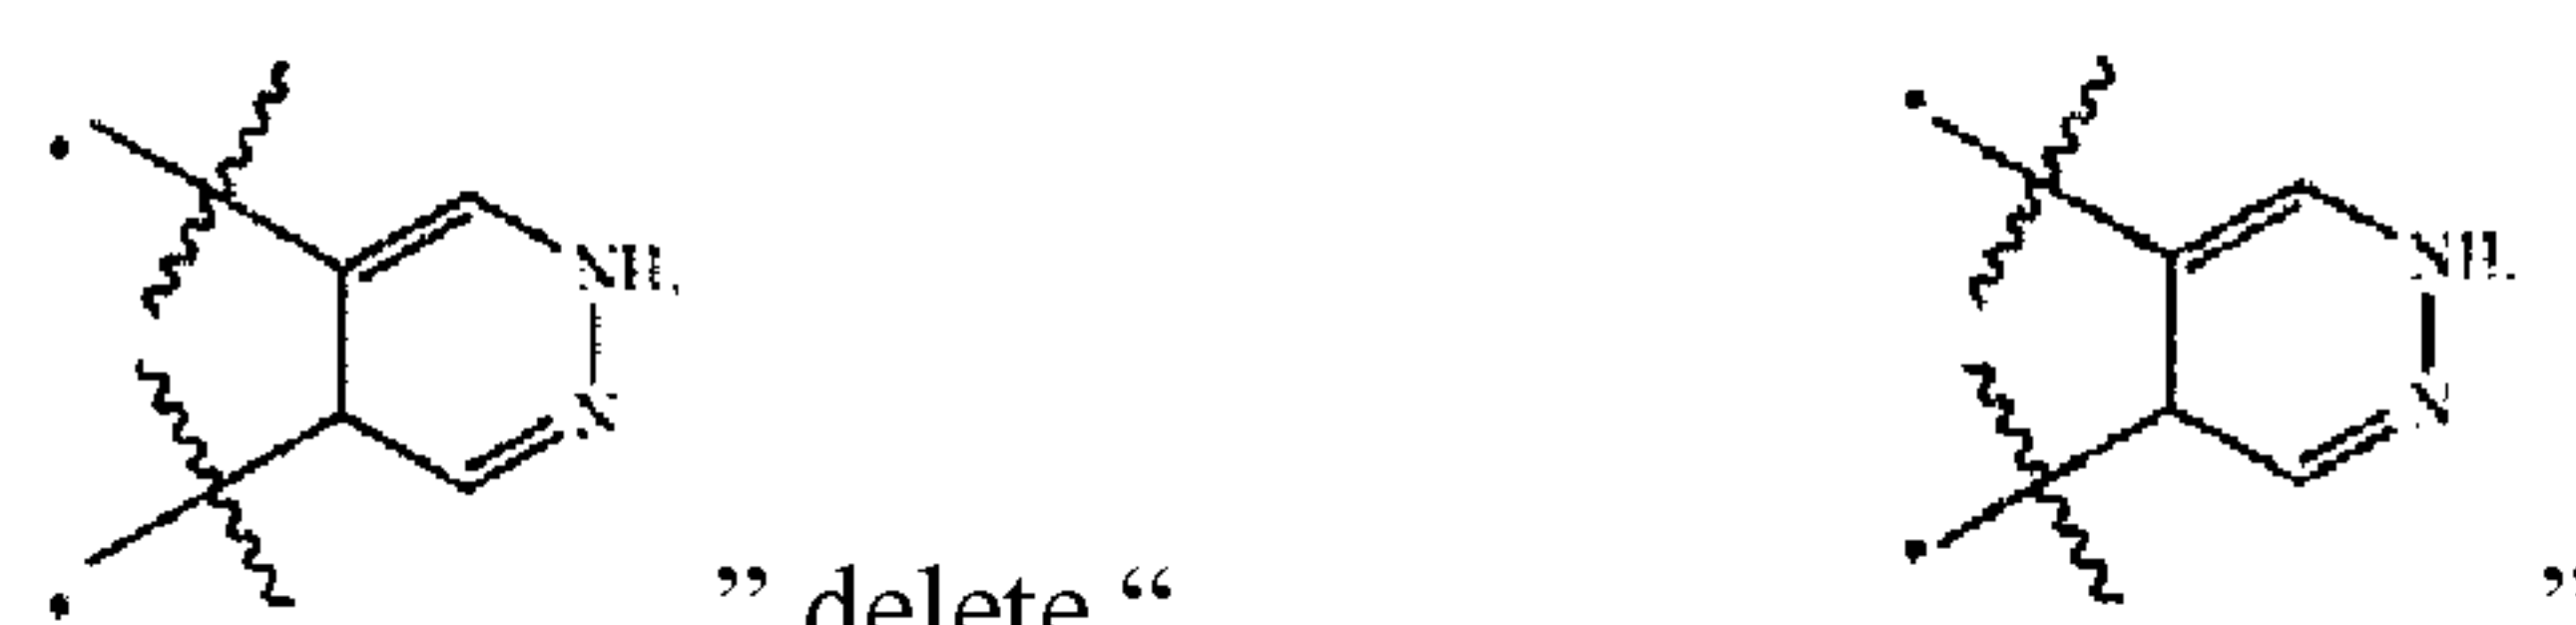 NH,
N
” delete “
NH.
N
”